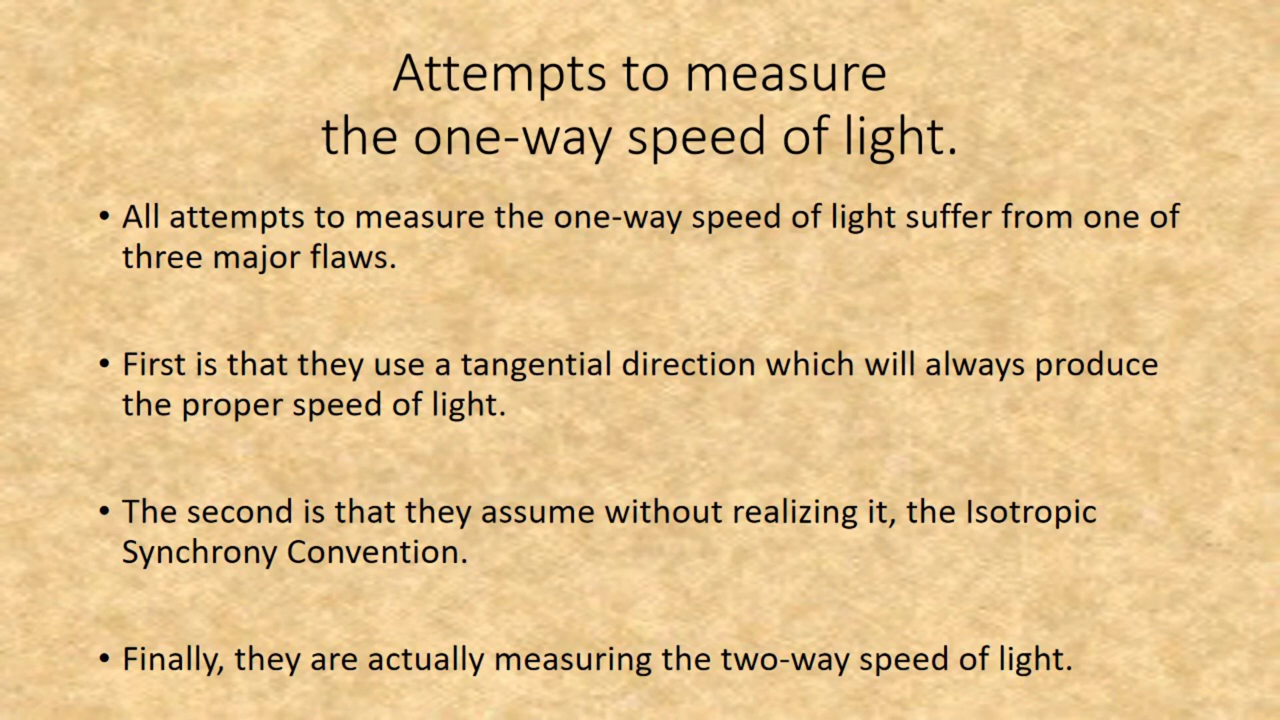 Attempts to measure
the one-way speed of light.
• All attempts to measure the one-way speed of light suffer from one of
three major flaws.
• First is that they use a tangential direction which will always produce
the proper speed of light.
• The second is that they assume without realizing it, the Isotropic
Synchrony Convention.
• Finally, they are actually measuring the two-way speed of light.